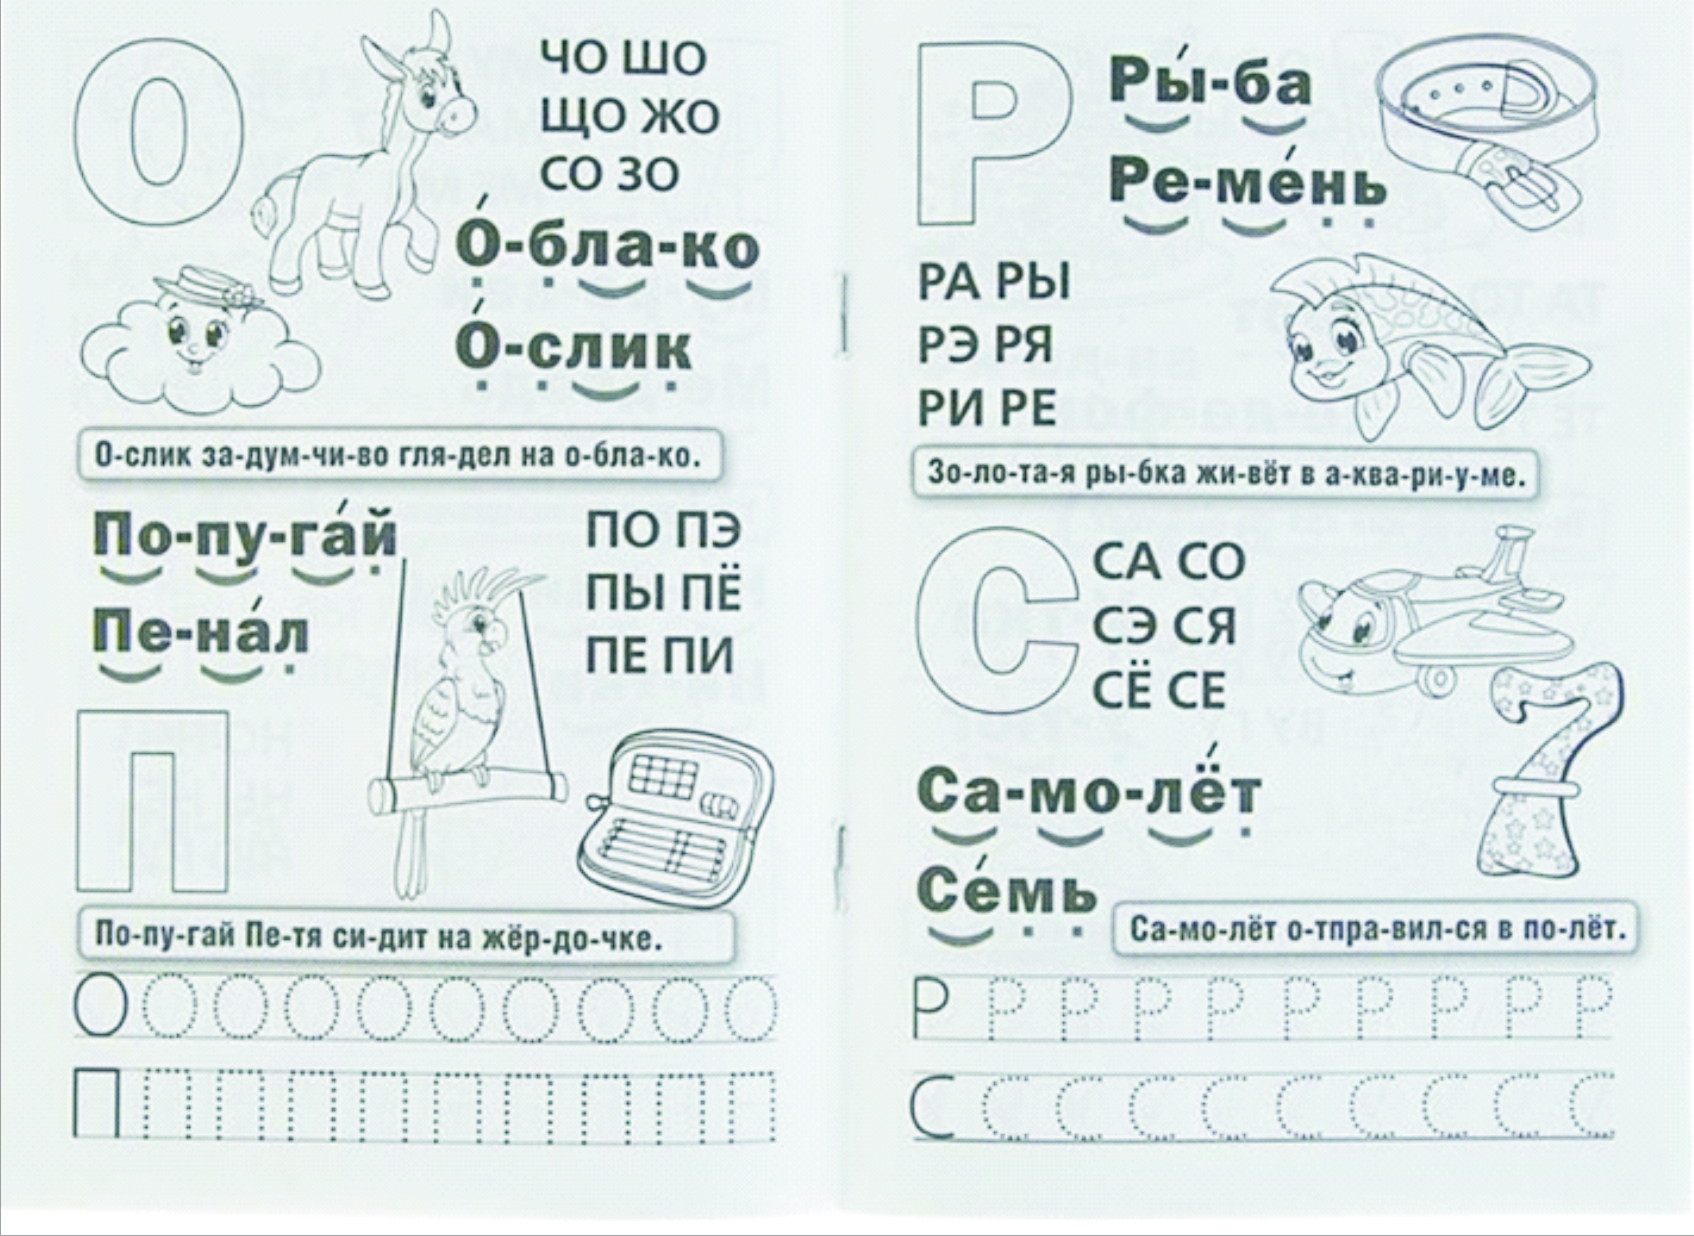 О
ЧО ШО
ЩО ЖО
СО ЗО
О́-бла-ко
О́-слик
О-слик за-дум-чи-во гля-дел на о-бла-ко.
По-пу-га́й
Пе-на́л
ПО ПЭ
ПЫ ПЁ
ПЕ ПИ
П
По-пу-гай Пе-тя си-дит на жёр-до-чке.
О О О О О О О О О О
П П П П П П П П П П
Р
Ры́-ба
Ре-ме́нь
РА РЫ
РЭ РЯ
РИ РЕ
Зо-ло-та-я ры-бка жи-вёт в а-ква-ри-у-ме.
С
СА СО
СЭ СЯ
СЁ СЕ
7
Са-мо-лё́т
Се́мь
Са-мо-лёт о-тпра-вил-ся в по-лёт.
Р Р Р Р Р Р Р Р Р Р
С С С С С С С С С С